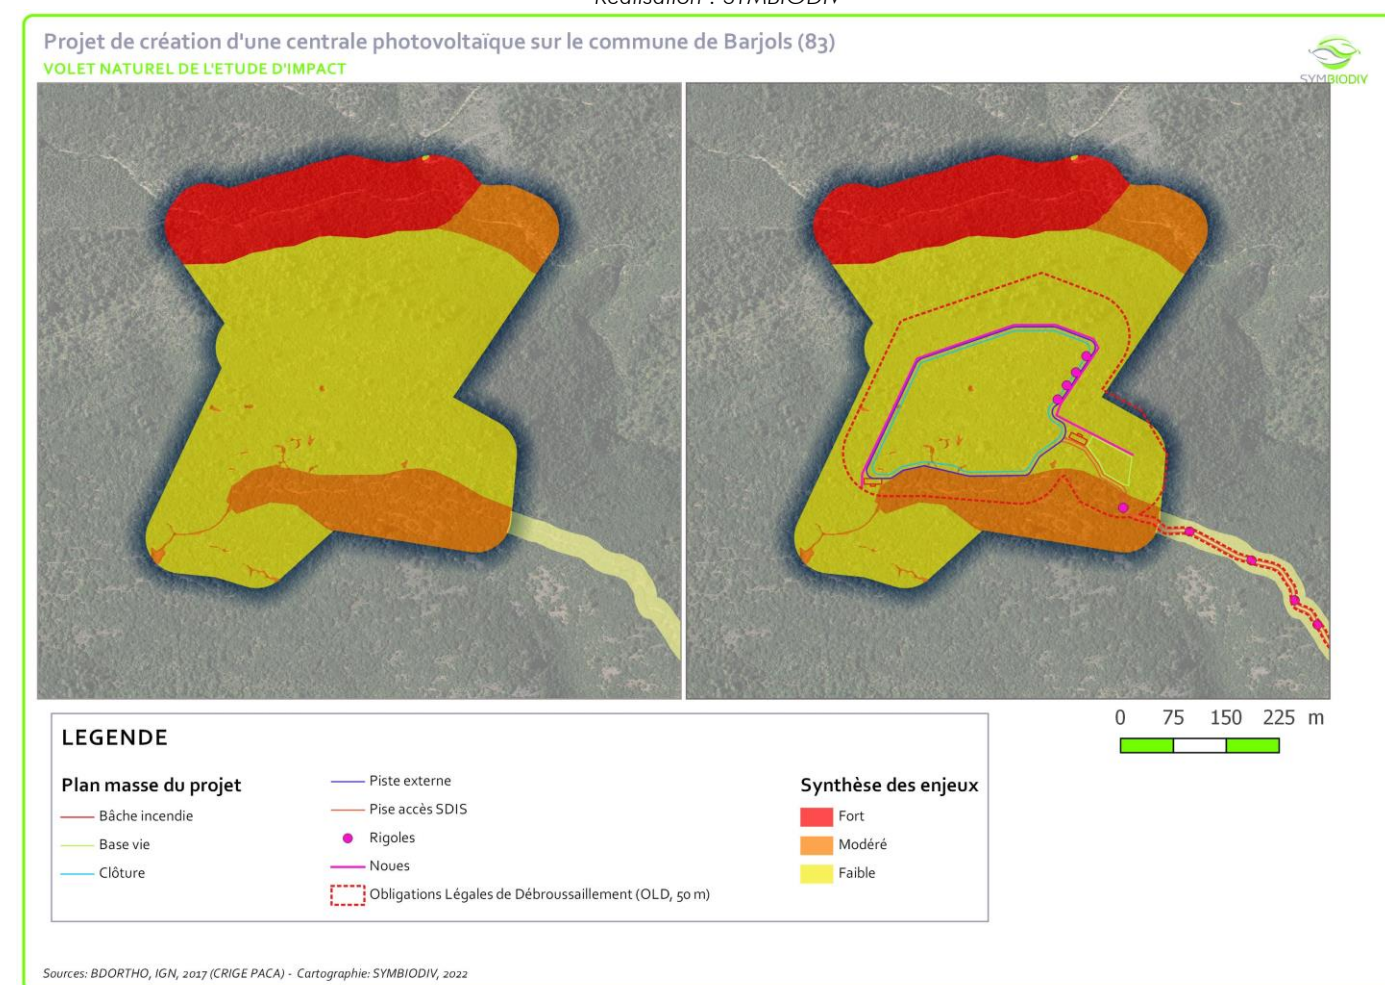 Réalisation : SYMBIODIV
Projet de création d'une centrale photovoltaïque sur le commune de Barjols (83)
VOLET NATUREL DE L'ETUDE D'IMPACT
SYMBIODIV
0 75 150 225 m
LEGENDE
Plan masse du projet
Bâche incendie
Base vie
Clôture
Piste externe
Pise accès SDIS
Rigoles
Noues
Obligations Légales de Débroussaillement (OLD, 50 m)
Synthèse des enjeux
Fort
Modéré
Faible
Sources: BDORTHO, IGN, 2017 (CRIGE PACA) - Cartographie: SYMBIODIV, 2022